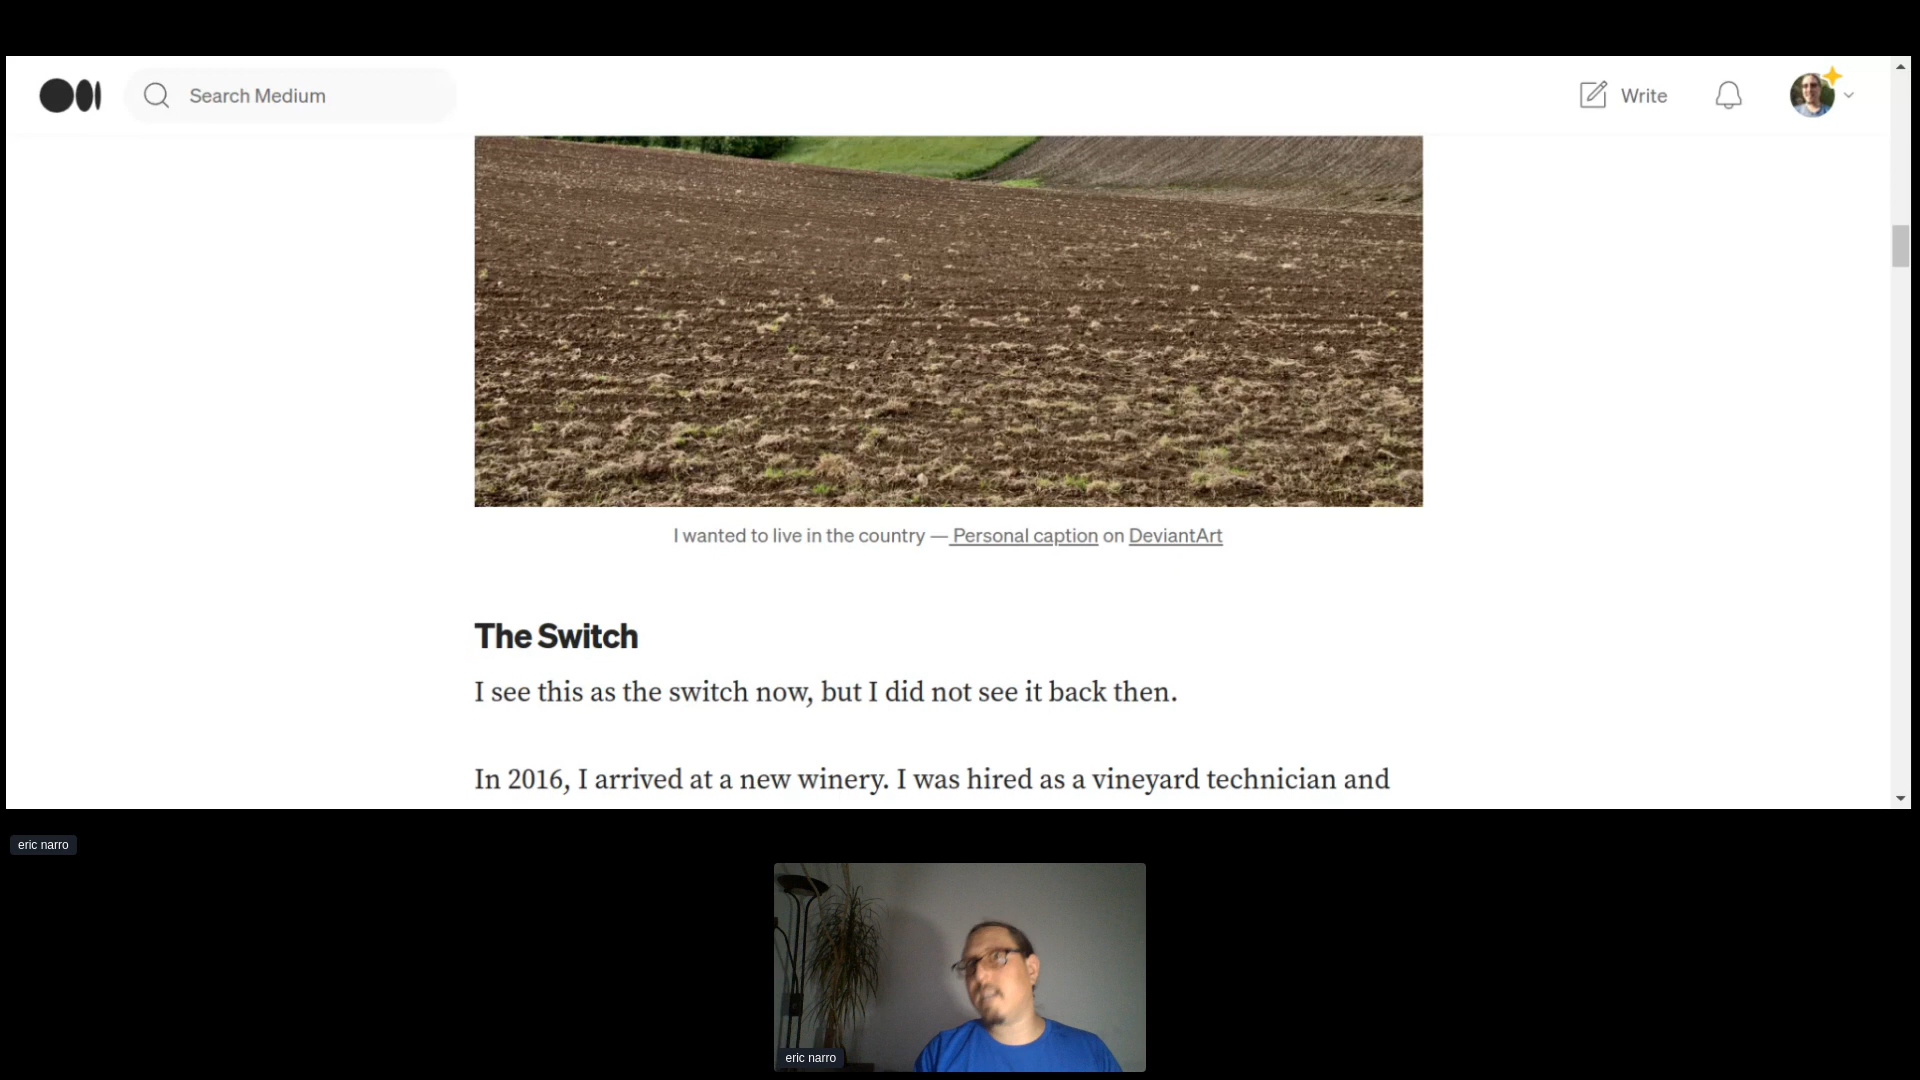 Search Medium
Write
I wanted to live in the country — Personal caption on DeviantArt
The Switch
I see this as the switch now, but I did not see it back then.
In 2016, I arrived at a new winery. I was hired as a vineyard technician and
eric narro
eric narro